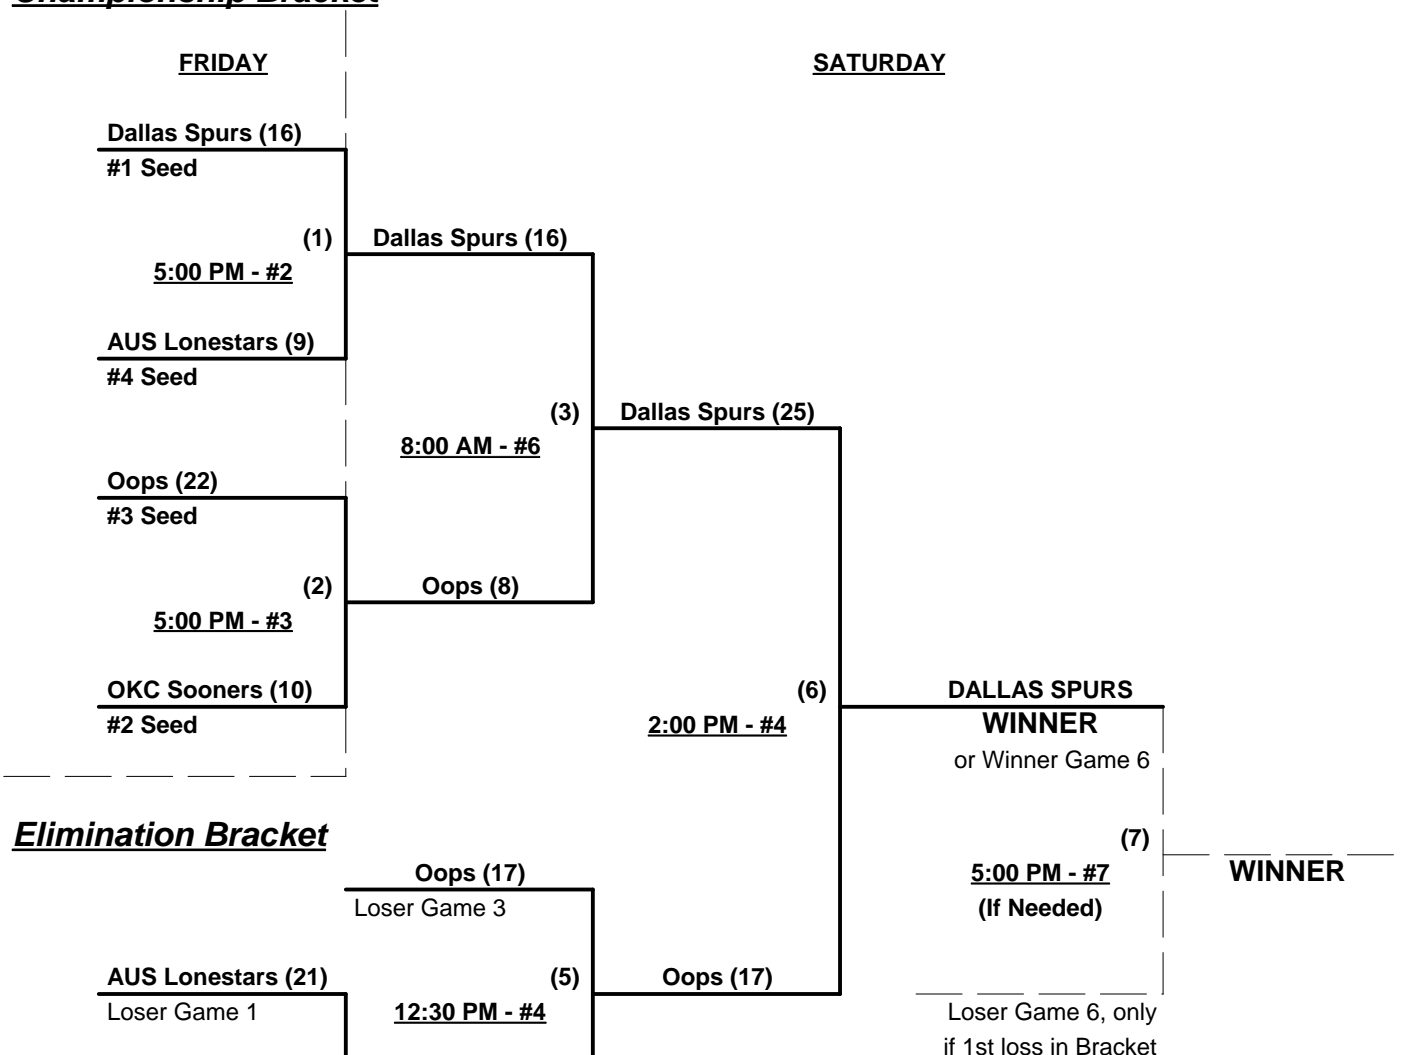 Championship Bracket
FRIDAY
SATURDAY
Dallas Spurs (16)
#1 Seed
(1)
Dallas Spurs (16)
5:00 PM - #2
AUS Lonestars (9)
#4 Seed
(3)
Dallas Spurs (25)
8:00 AM - #6
Oops (22)
#3 Seed
(2)
Oops (8)
5:00 PM - #3
OKC Sooners (10)
#2 Seed
(6)
DALLAS SPURS
2:00 PM - #4
WINNER
or Winner Game 6
Elimination Bracket
(7)
Oops (17)
Loser Game 3
5:00 PM - #7
WINNER
(If Needed)
AUS Lonestars (21)
Loser Game 1
(5)
Oops (17)
12:30 PM - #4
Loser Game 6, only
if 1st loss in Bracket